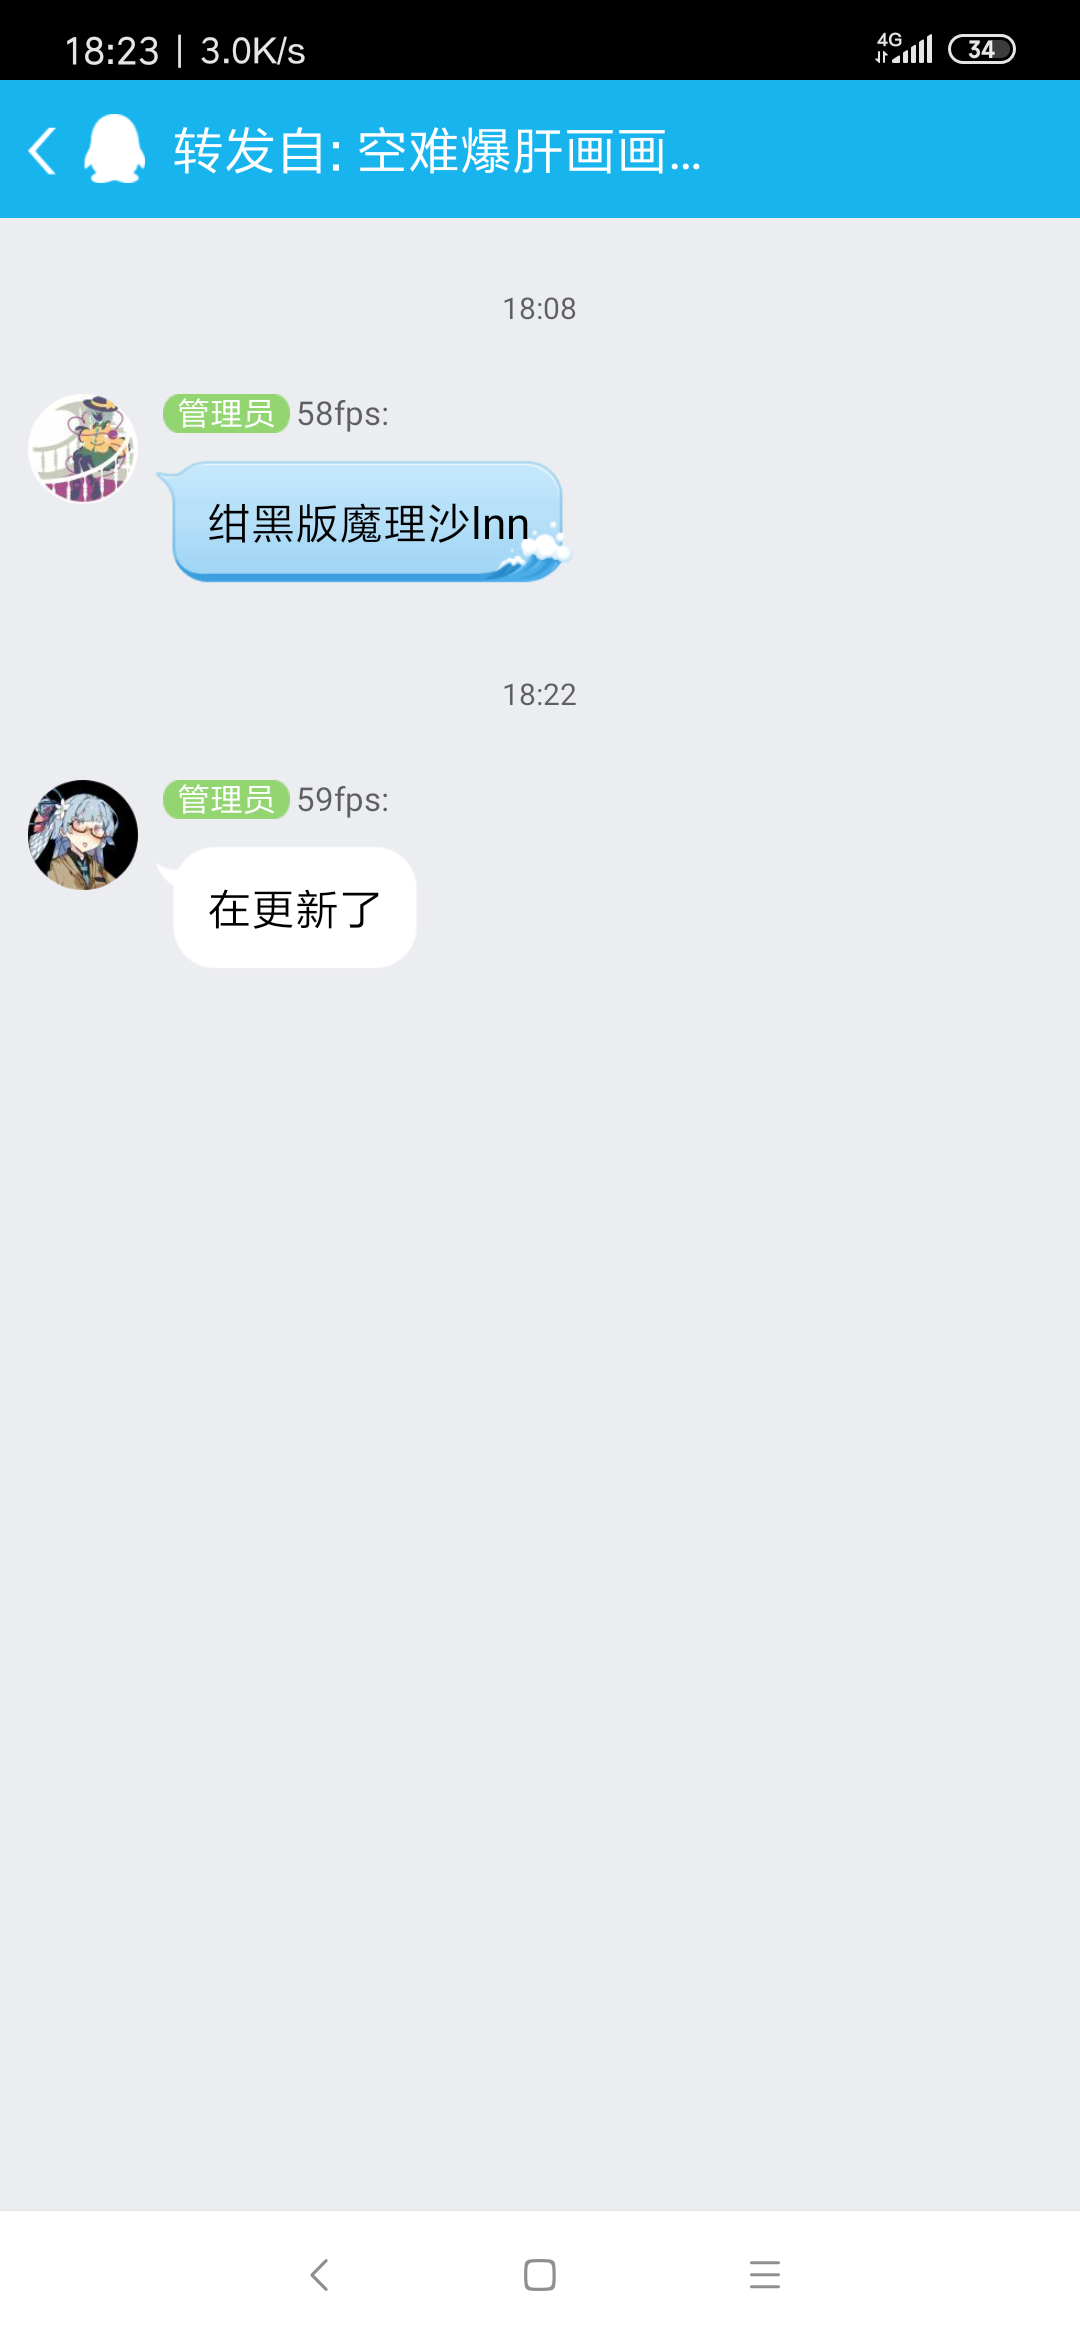 18:23 | 3.0K/s 4G 34
转发自: 空难爆肝画画...
18:08
管理员 58fps:
绀黑版魔理沙lnn
18:22
管理员 59fps:
在更新了